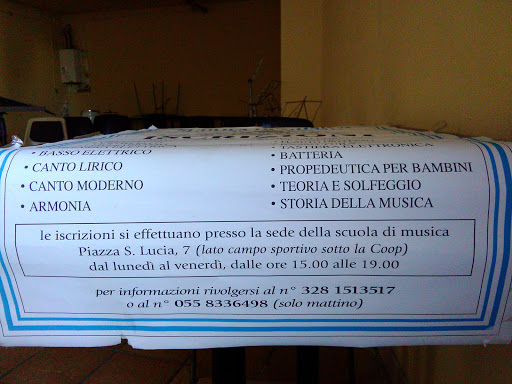 • BASSO ELETTRICO
• CANTO LIRICO
• CANTO MODERNO
• ARMONIA
• BATTERIA
• PROPEDEUTICA PER BAMBINI
• TEORIA E SOLFEGGIO
• STORIA DELLA MUSICA
le iscrizioni si effettuano presso la sede della scuola di musica
Piazza S. Lucia, 7 (lato campo sportivo sotto la Coop)
dal lunedì al venerdì, dalle ore 15.00 alle 19.00
per informazioni rivolgersi al n° 328 1513517
o al n° 055 8336498 (solo mattino)